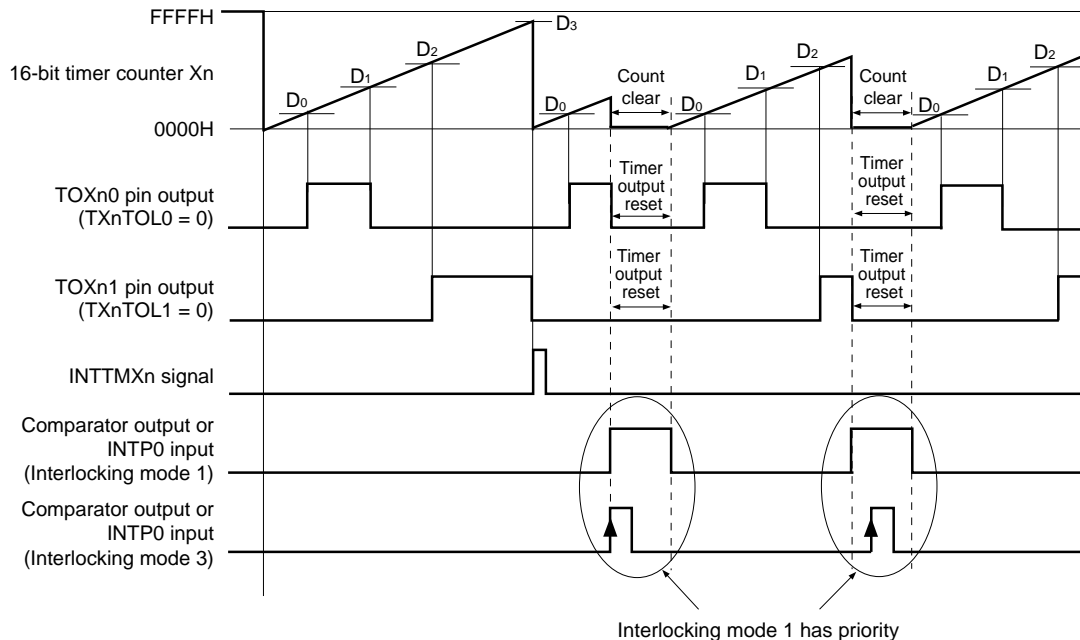 FFFFH
D3
D2
D2
D2
16-bit timer counter Xn
D1
Count
clear
D1
Count
clear
D1
D0
D0
D0
D0
0000H
TOXn0 pin output
(TXnTOL0 = 0)
Timer
output
reset
Timer
output
reset
TOXn1 pin output
(TXnTOL1 = 0)
Timer
output
reset
Timer
output
reset
INTTMXn signal
Comparator output or
INTP0 input
(Interlocking mode 1)
Comparator output or
INTP0 input
(Interlocking mode 3)
Interlocking mode 1 has priority